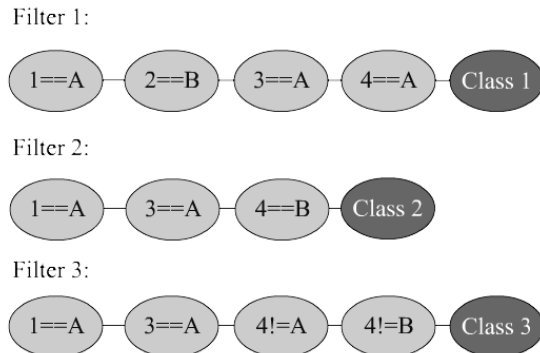 Filter 1:
1==A 2==B 3==A 4==A Class 1
Filter 2:
1==A 3==A 4==B Class 2
Filter 3:
1==A 3==A 4!=A 4!=B Class 3